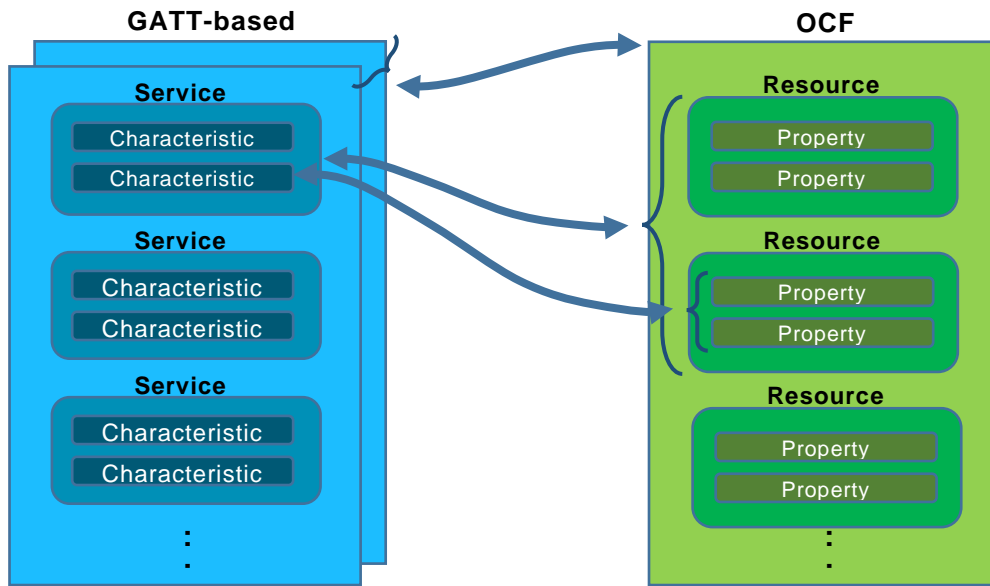 GATT-based
Service
Characteristic
Characteristic
Service
Characteristic
Characteristic
Service
Characteristic
Characteristic
:
.
OCF
Resource
Property
Property
Resource
Property
Property
Resource
Property
Property
:
.